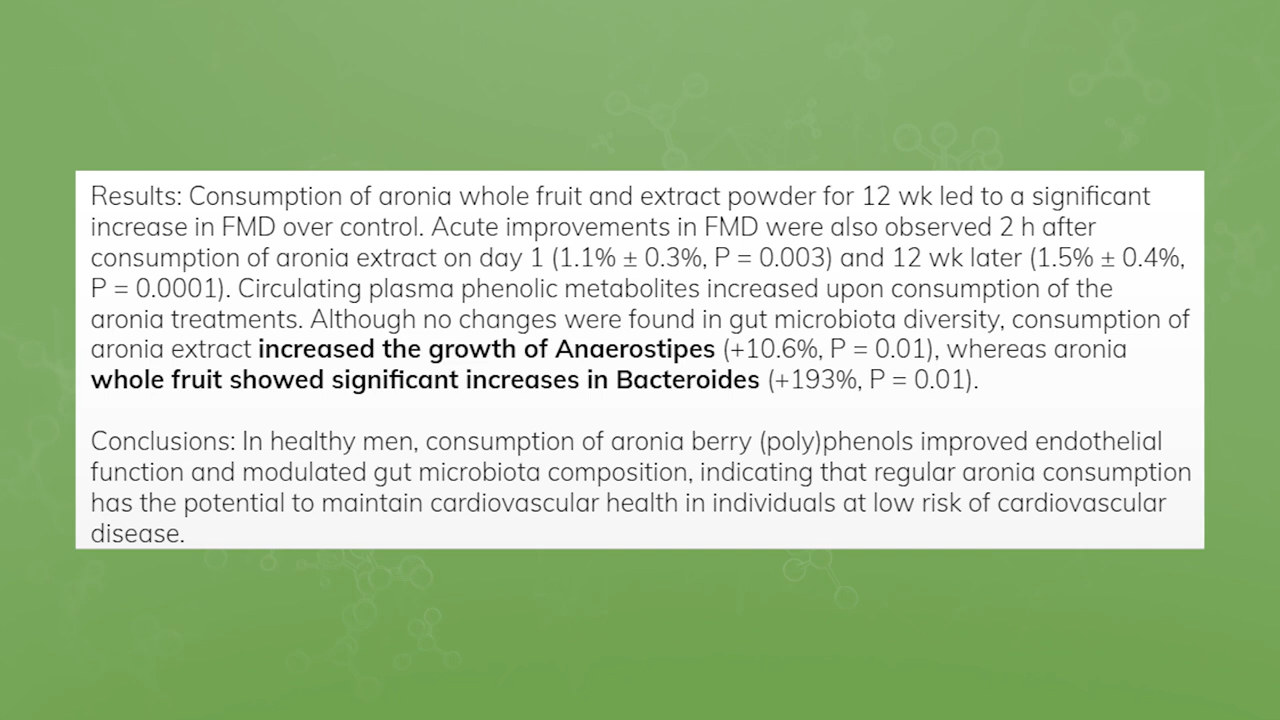 Results: Consumption of aronia whole fruit and extract powder for 12 wk led to a significant
increase in FMD over control. Acute improvements in FMD were also observed 2 h after
consumption of aronia extract on day 1 (1.1% ± 0.3%, P = 0.003) and 12 wk later (1.5% ± 0.4%,
P = 0.0001). Circulating plasma phenolic metabolites increased upon consumption of the
aronia treatments. Although no changes were found in gut microbiota diversity, consumption of
aronia extract increased the growth of Anaerostipes (+10.6%, P = 0.01), whereas aronia
whole fruit showed significant increases in Bacteroides (+193%, P = 0.01).
Conclusions: In healthy men, consumption of aronia berry (poly)phenols improved endothelial
function and modulated gut microbiota composition, indicating that regular aronia consumption
has the potential to maintain cardiovascular health in individuals at low risk of cardiovascular
disease.